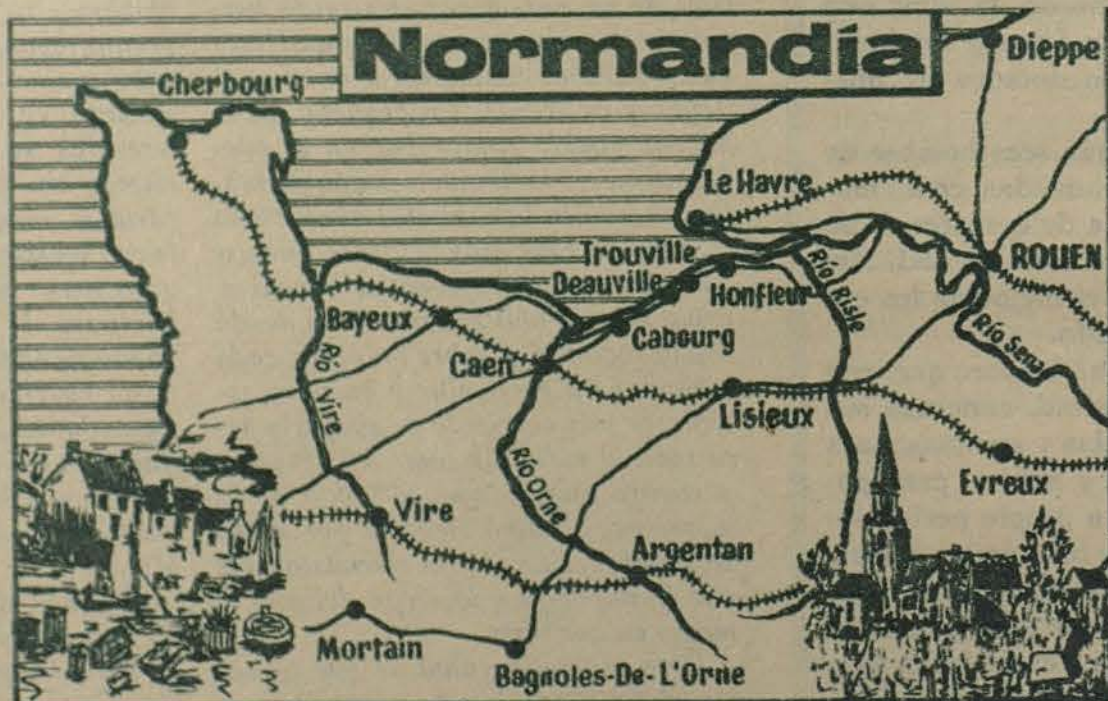 Normandía
Dieppe
Cherbourg
Le Havre
Trouville
Deauville
Honfleur
Río Risle
ROUEN
Río Sena
Bayeux
Cabourg
Caen
Río Vire
Lisieux
Río Orne
Evreux
Vire
Argentan
Mortain
Bagnoles-De-L'Orne